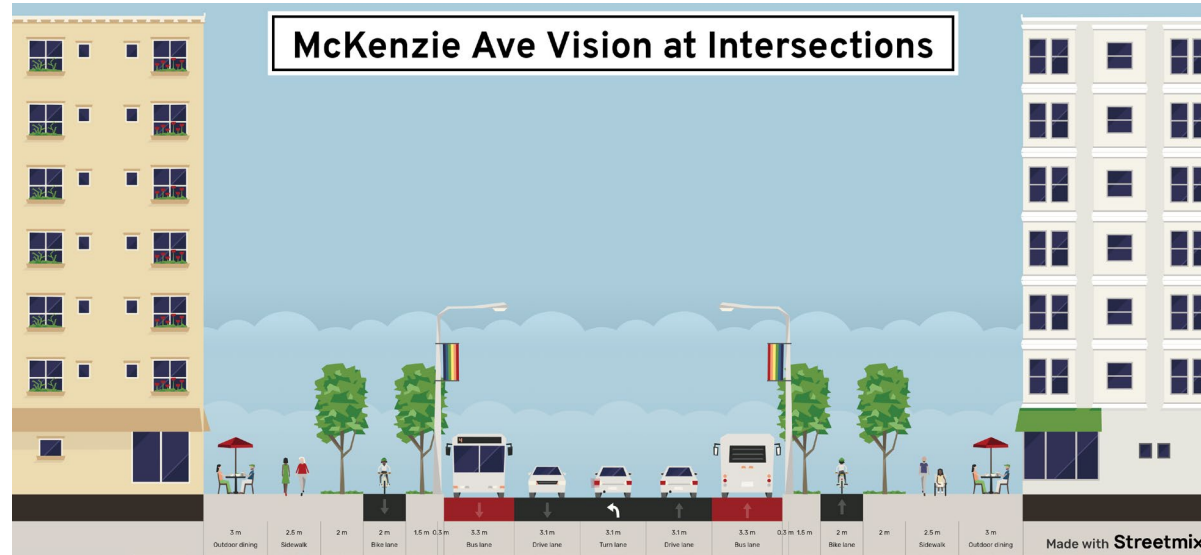 McKenzie Ave Vision at Intersections
3 m
Outdoor dining
2.5 m
Sidewalk
2 m
2 m
Bike lane
1.5 m
0.3 m
3.3 m
Bus lane
3.1 m
Drive lane
3.1 m
Turn lane
3.1 m
Drive lane
3.3 m
Bus lane
0.3 m
1.5 m
2 m
Bike lane
2 m
2.5 m
Sidewalk
3 m
Outdoor dining
Made with Streetmix